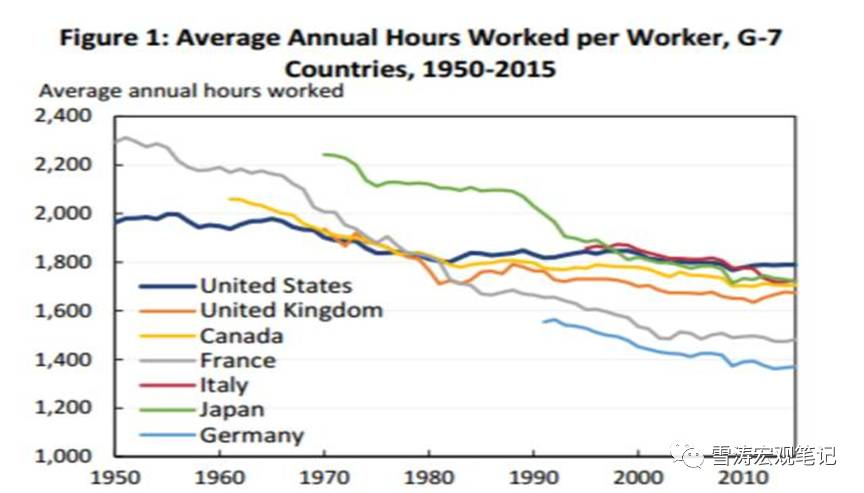 Figure 1: Average Annual Hours Worked per Worker, G-7
Countries, 1950-2015
Average annual hours worked
2,400
2,200
2,000
1,800
1,600
1,400
1,200
1,000
United States
United Kingdom
Canada
France
Italy
Japan
Germany
1950 1960 1970 1980 1990 2000 2010
雪涛宏观笔记